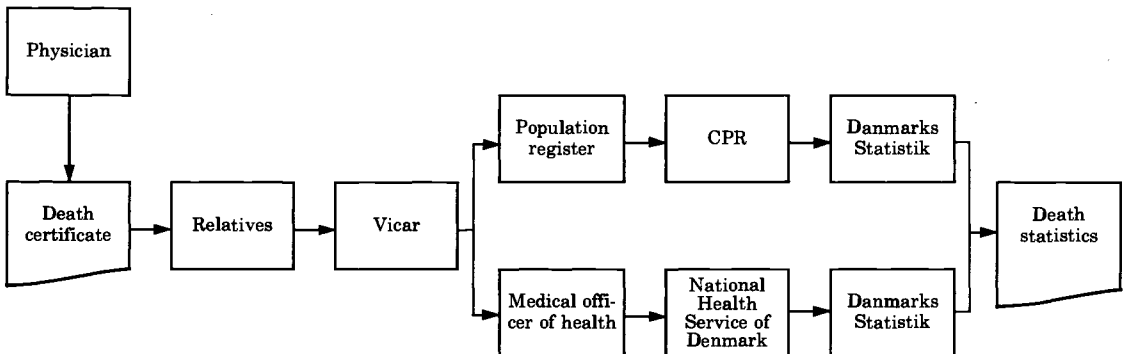 Physician
Death
certificate
Relatives
Vicar
Population
register
CPR
Danmarks
Statistik
Medical offi-
cer of health
National
Health
Service of
Denmark
Danmarks
Statistik
Death
statistics